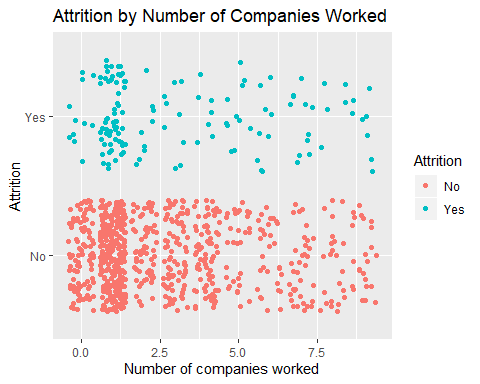 Attrition by Number of Companies Worked
Yes
No
Attrition
0.0 2.5 5.0 7.5
Number of companies worked
Attrition
No
Yes